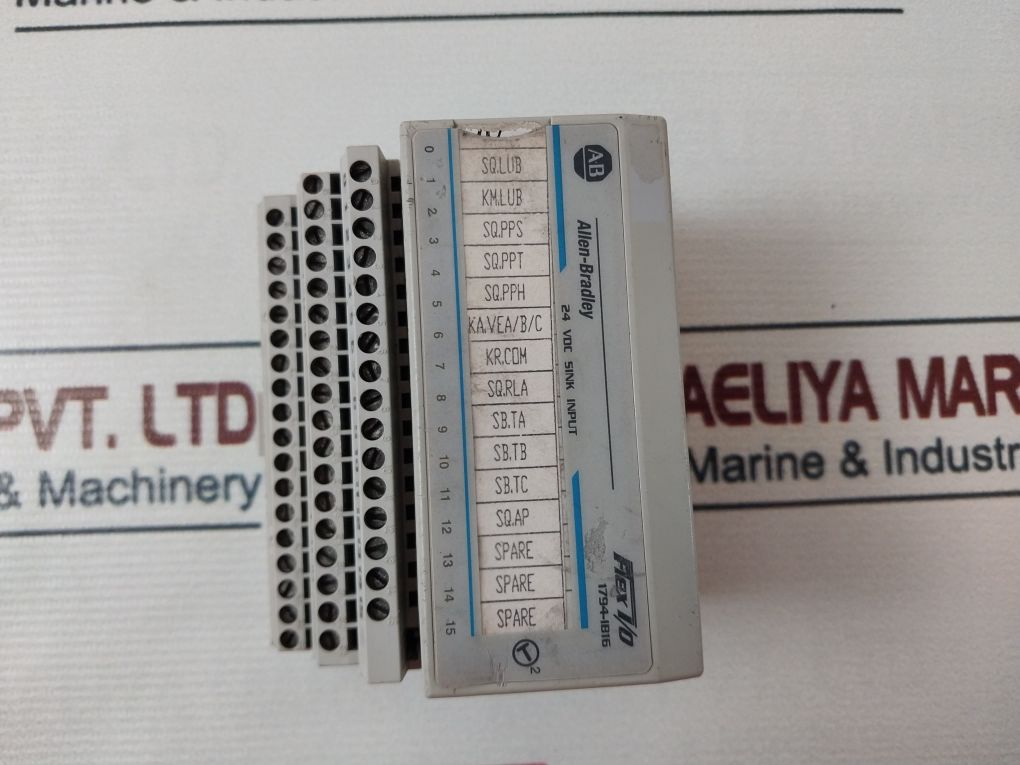 PVT. LTD
& Machinery
AELIYA MAR
Marine & Industr
AB
Allen-Bradley
24 VDC SINK INPUT
Flex I/O
1794-IB16
2
0
1
2
3
4
5
6
7
8
9
10
11
12
13
14
15
SQ.LUB
KM.LUB
SQ.PPS
SQ.PPT
SQ.PPH
KA.VEA/B/C
KR.COM
SQ.RLA
SB.TA
SB.TB
SB.TC
SQ.AP
SPARE
SPARE
SPARE